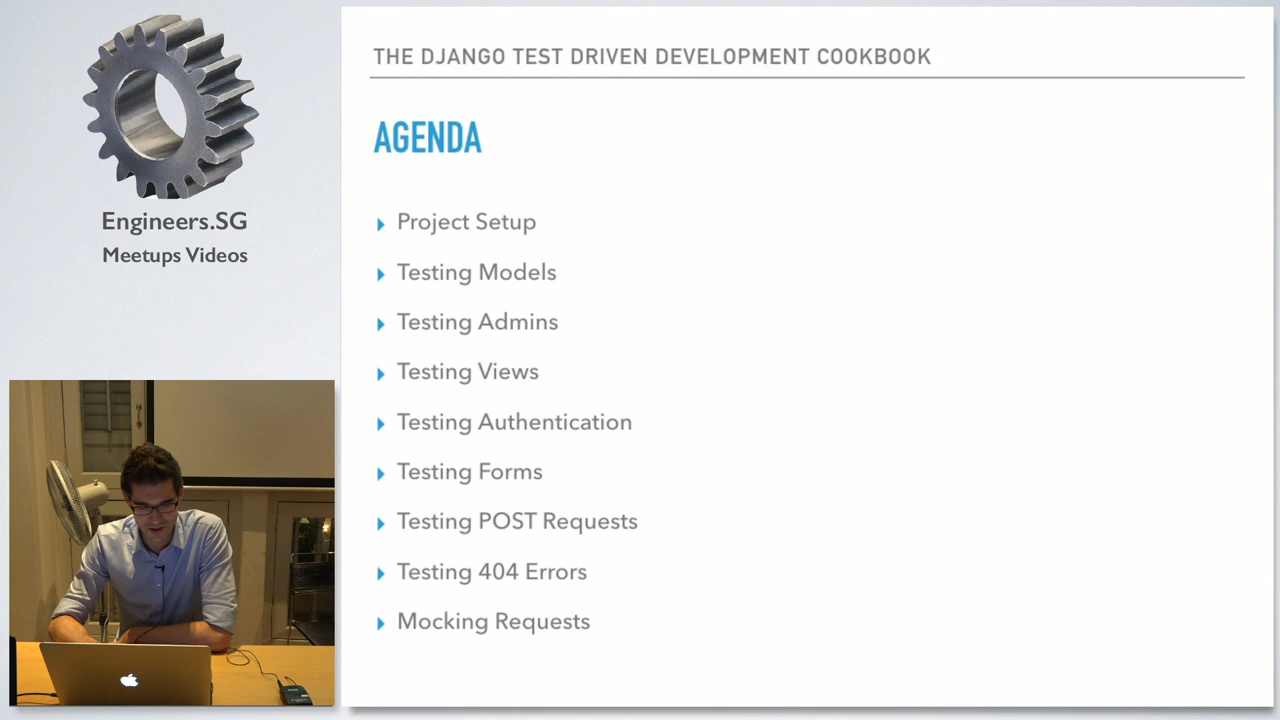 Engineers.SG
Meetups Videos
THE DJANGO TEST DRIVEN DEVELOPMENT COOKBOOK
AGENDA
Project Setup
Testing Models
Testing Admins
Testing Views
Testing Authentication
Testing Forms
Testing POST Requests
Testing 404 Errors
Mocking Requests